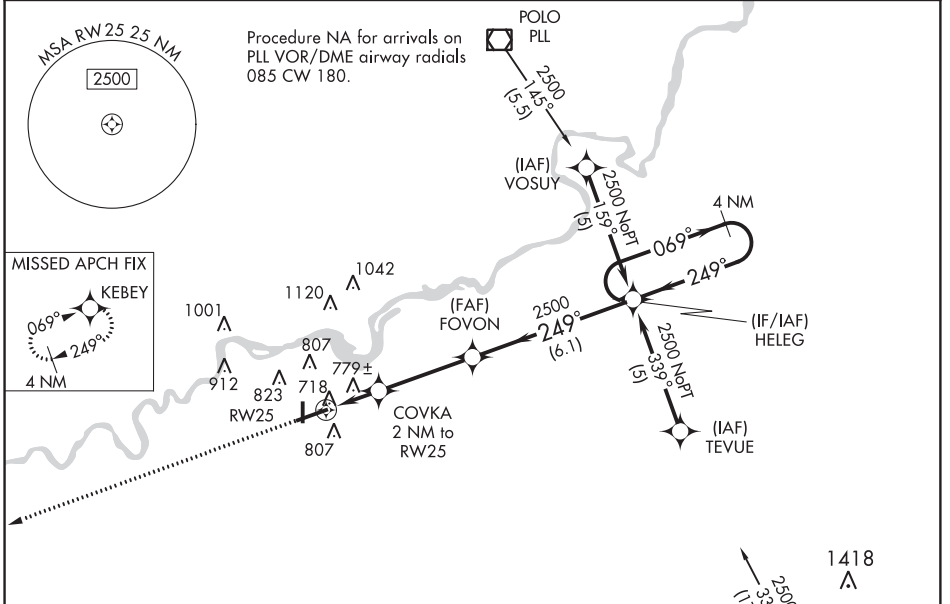 MSA RW25 25 NM
2500
Procedure NA for arrivals on
PLL VOR/DME airway radials
085 CW 180.
POLO
PLL
2500
145°
(5.5)
(IAF)
VOSUY
2500 NoPT
159°
(5)
4 NM
069°
249°
(IF/IAF)
HELEG
2500 NoPT
339°
(5)
(IAF)
TEVUE
2500
249°
(6.1)
(FAF)
FOVON
COVKA
2 NM to
RW25
MISSED APCH FIX
KEBEY
069°
249°
4 NM
1042
1120
1001
807
912
823
718
779±
RW25
807
1418